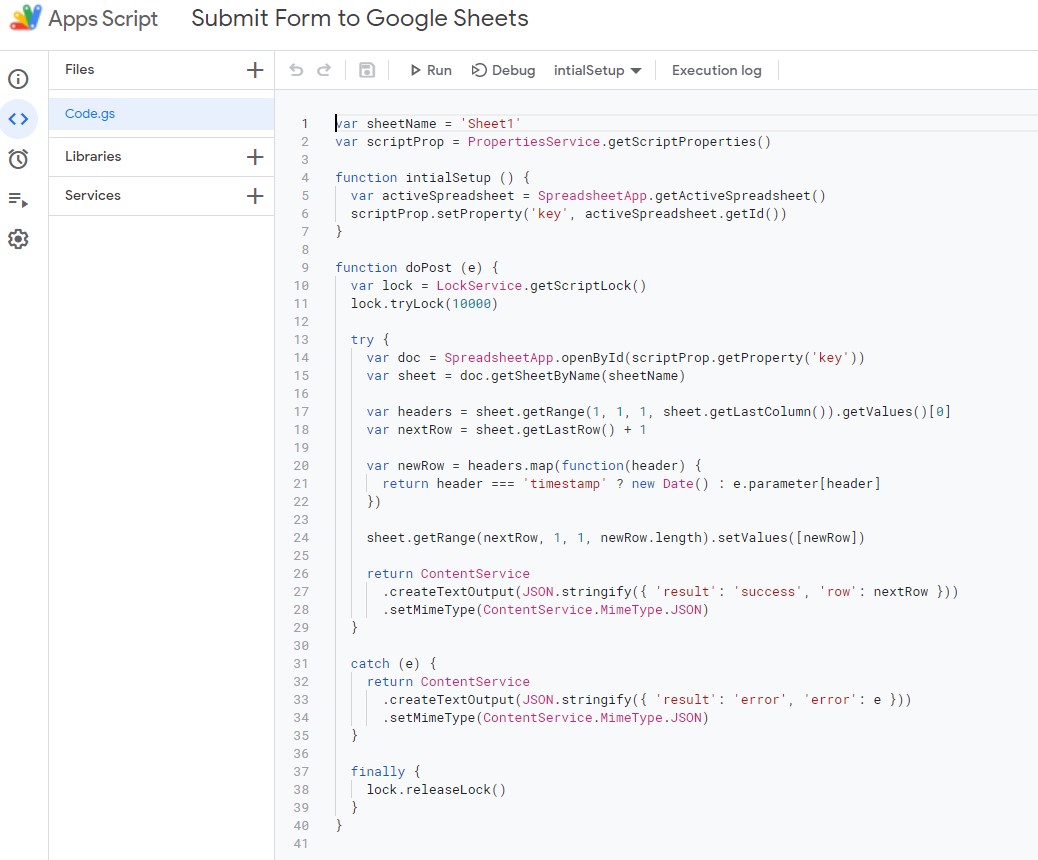 Apps Script Submit Form to Google Sheets
Files
Run Debug intialSetup Execution log
Code.gs
Libraries
Services
1 var sheetName = 'Sheet1'
2 var scriptProp = PropertiesService.getScriptProperties()
3
4 function intialSetup () {
5 var activeSpreadsheet = SpreadsheetApp.getActiveSpreadsheet()
6 scriptProp.setProperty('key', activeSpreadsheet.getId())
7 }
8
9 function doPost (e) {
10 var lock = LockService.getScriptLock()
11 lock.tryLock(10000)
12
13 try {
14 var doc = SpreadsheetApp.openById(scriptProp.getProperty('key'))
15 var sheet = doc.getSheetByName(sheetName)
16
17 var headers = sheet.getRange(1, 1, 1, sheet.getLastColumn()).getValues()[0]
18 var nextRow = sheet.getLastRow() + 1
19
20 var newRow = headers.map(function(header) {
21 return header === 'timestamp' ? new Date() : e.parameter[header]
22 })
23
24 sheet.getRange(nextRow, 1, 1, newRow.length).setValues([newRow])
25
26 return ContentService
27 .createTextOutput(JSON.stringify({ 'result': 'success', 'row': nextRow }))
28 .setMimeType(ContentService.MimeType.JSON)
29 }
30
31 catch (e) {
32 return ContentService
33 .createTextOutput(JSON.stringify({ 'result': 'error', 'error': e }))
34 .setMimeType(ContentService.MimeType.JSON)
35 }
36
37 finally {
38 lock.releaseLock()
39 }
40 }
41